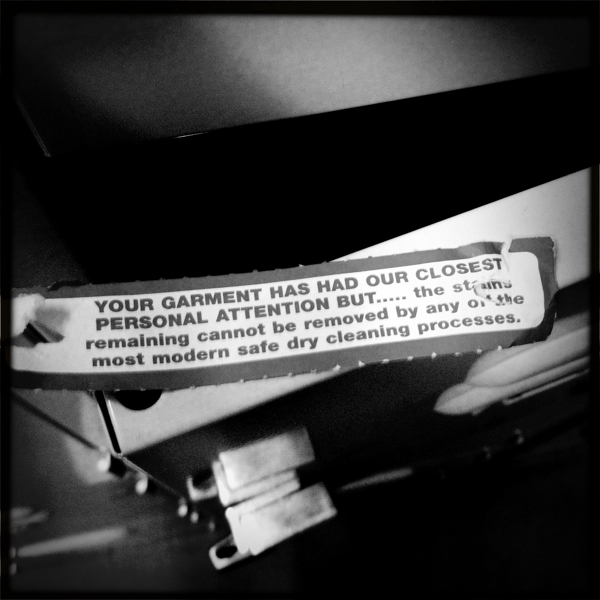 YOUR GARMENT HAS HAD OUR CLOSEST
PERSONAL ATTENTION BUT..... the stains
remaining cannot be removed by any of the
most modern safe dry cleaning processes.